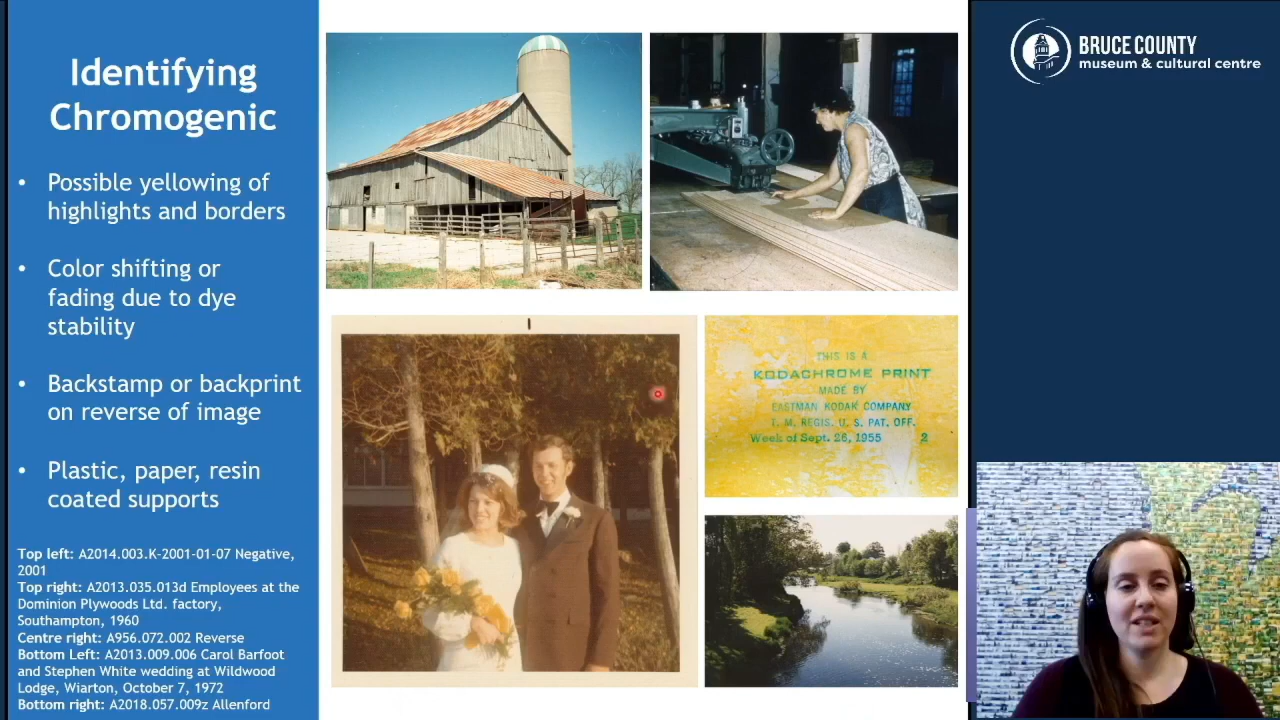 Identifying
Chromogenic
• Possible yellowing of
highlights and borders
• Color shifting or
fading due to dye
stability
• Backstamp or backprint
on reverse of image
• Plastic, paper, resin
coated supports
Top left: A2014.003.K-2001-01-07 Negative,
2001
Top right: A2013.035.013d Employees at the
Dominion Plywoods Ltd. factory,
Southampton, 1960
Centre right: A956.072.002 Reverse
Bottom Left: A2013.009.006 Carol Barfoot
and Stephen White wedding at Wildwood
Lodge, Wiarton, October 7, 1972
Bottom right: A2018.057.009z Allenford
THIS IS A
KODACHROME PRINT
MADE BY
EASTMAN KODAK COMPANY
T. M. REGIS. U. S. PAT. OFF.
Week of Sept. 26, 1955 2
BRUCE COUNTY
museum & cultural centre